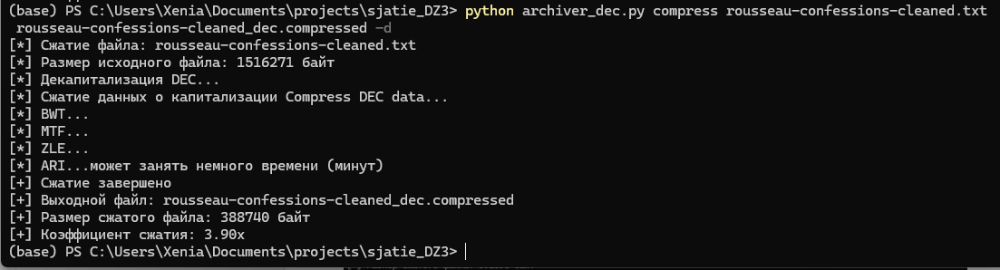 (base) PS C:\Users\Xenia\Documents\projects\sjatie_DZ3> python archiver_dec.py compress rousseau-confessions-cleaned.txt
rousseau-confessions-cleaned_dec.compressed -d
[*] Сжатие файла: rousseau-confessions-cleaned.txt
[*] Размер исходного файла: 1516271 байт
[*] Декапитализация DEC...
[*] Сжатие данных о капитализации Compress DEC data...
[*] BWT...
[*] MTF...
[*] ZLE...
[*] ARI...может занять немного времени (минут)
[+] Сжатие завершено
[+] Выходной файл: rousseau-confessions-cleaned_dec.compressed
[+] Размер сжатого файла: 388740 байт
[+] Коэффициент сжатия: 3.90x
(base) PS C:\Users\Xenia\Documents\projects\sjatie_DZ3>